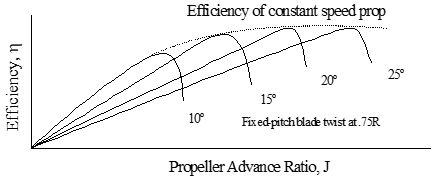 Efficiency of constant speed prop
Efficiency, η
10°
15°
20°
25°
Fixed-pitch blade twist at .75R
Propeller Advance Ratio, J